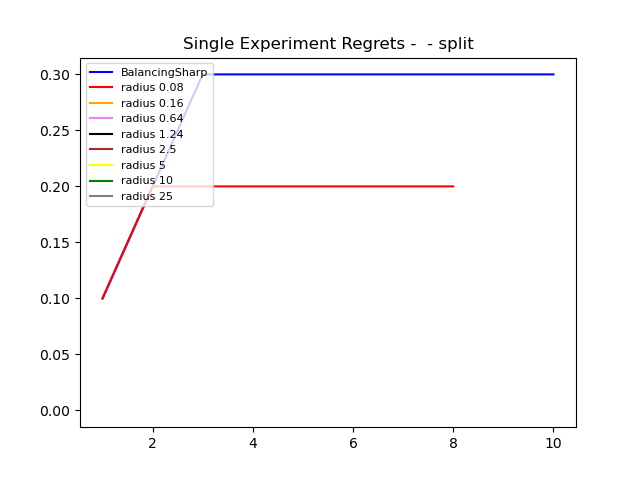 Single Experiment Regrets -  - split
BalancingSharp
radius 0.08
radius 0.16
radius 0.64
radius 1.24
radius 2.5
radius 5
radius 10
radius 25
0.30
0.25
0.20
0.15
0.10
0.05
0.00
2 4 6 8 10